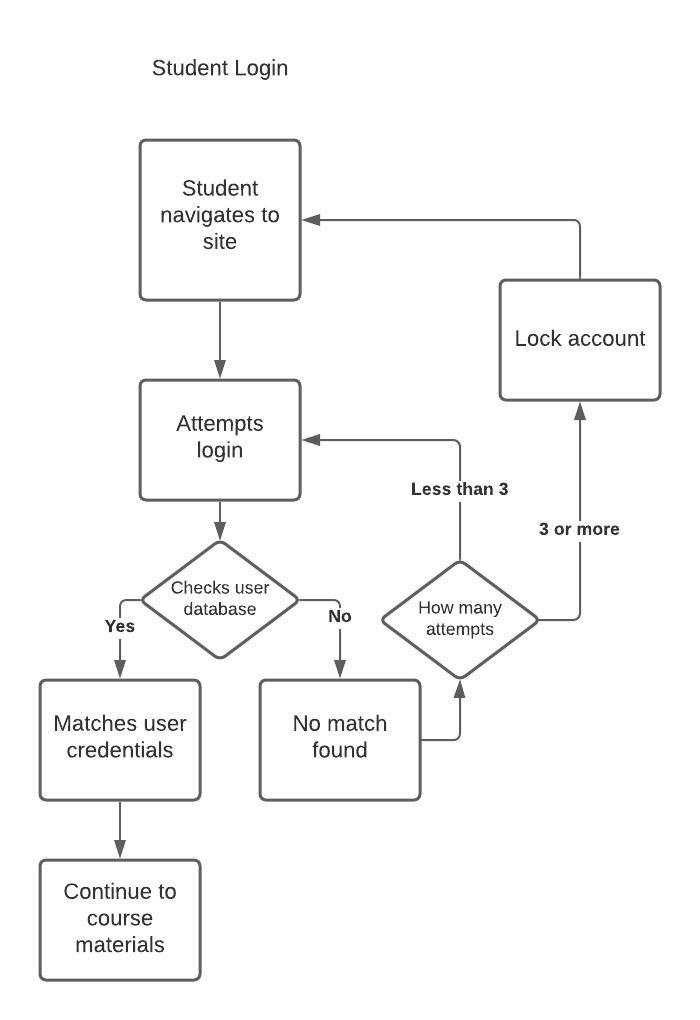 Student Login
Student
navigates to
site
Lock account
Attempts
login
Less than 3
3 or more
Checks user
database
How many
attempts
Yes
No
Matches user
credentials
No match
found
Continue to
course
materials